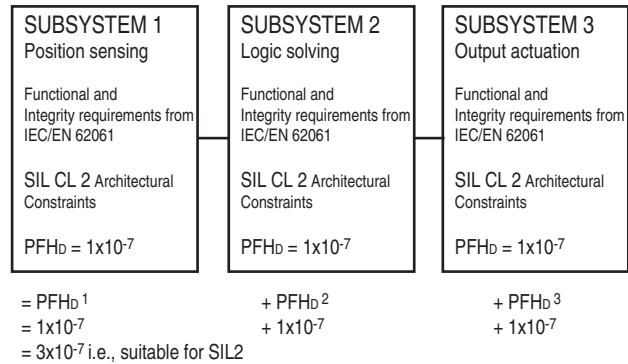 SUBSYSTEM 1
Position sensing
Functional and
Integrity requirements from
IEC/EN 62061
SIL CL 2 Architectural
Constraints
PFHD = 1x10-7
SUBSYSTEM 2
Logic solving
Functional and
Integrity requirements from
IEC/EN 62061
SIL CL 2 Architectural
Constraints
PFHD = 1x10-7
SUBSYSTEM 3
Output actuation
Functional and
Integrity requirements from
IEC/EN 62061
SIL CL 2 Architectural
Constraints
PFHD = 1x10-7
= PFHD 1 + PFHD 2 + PFHD 3
= 1x10-7 + 1x10-7 + 1x10-7
= 3x10-7 i.e., suitable for SIL2